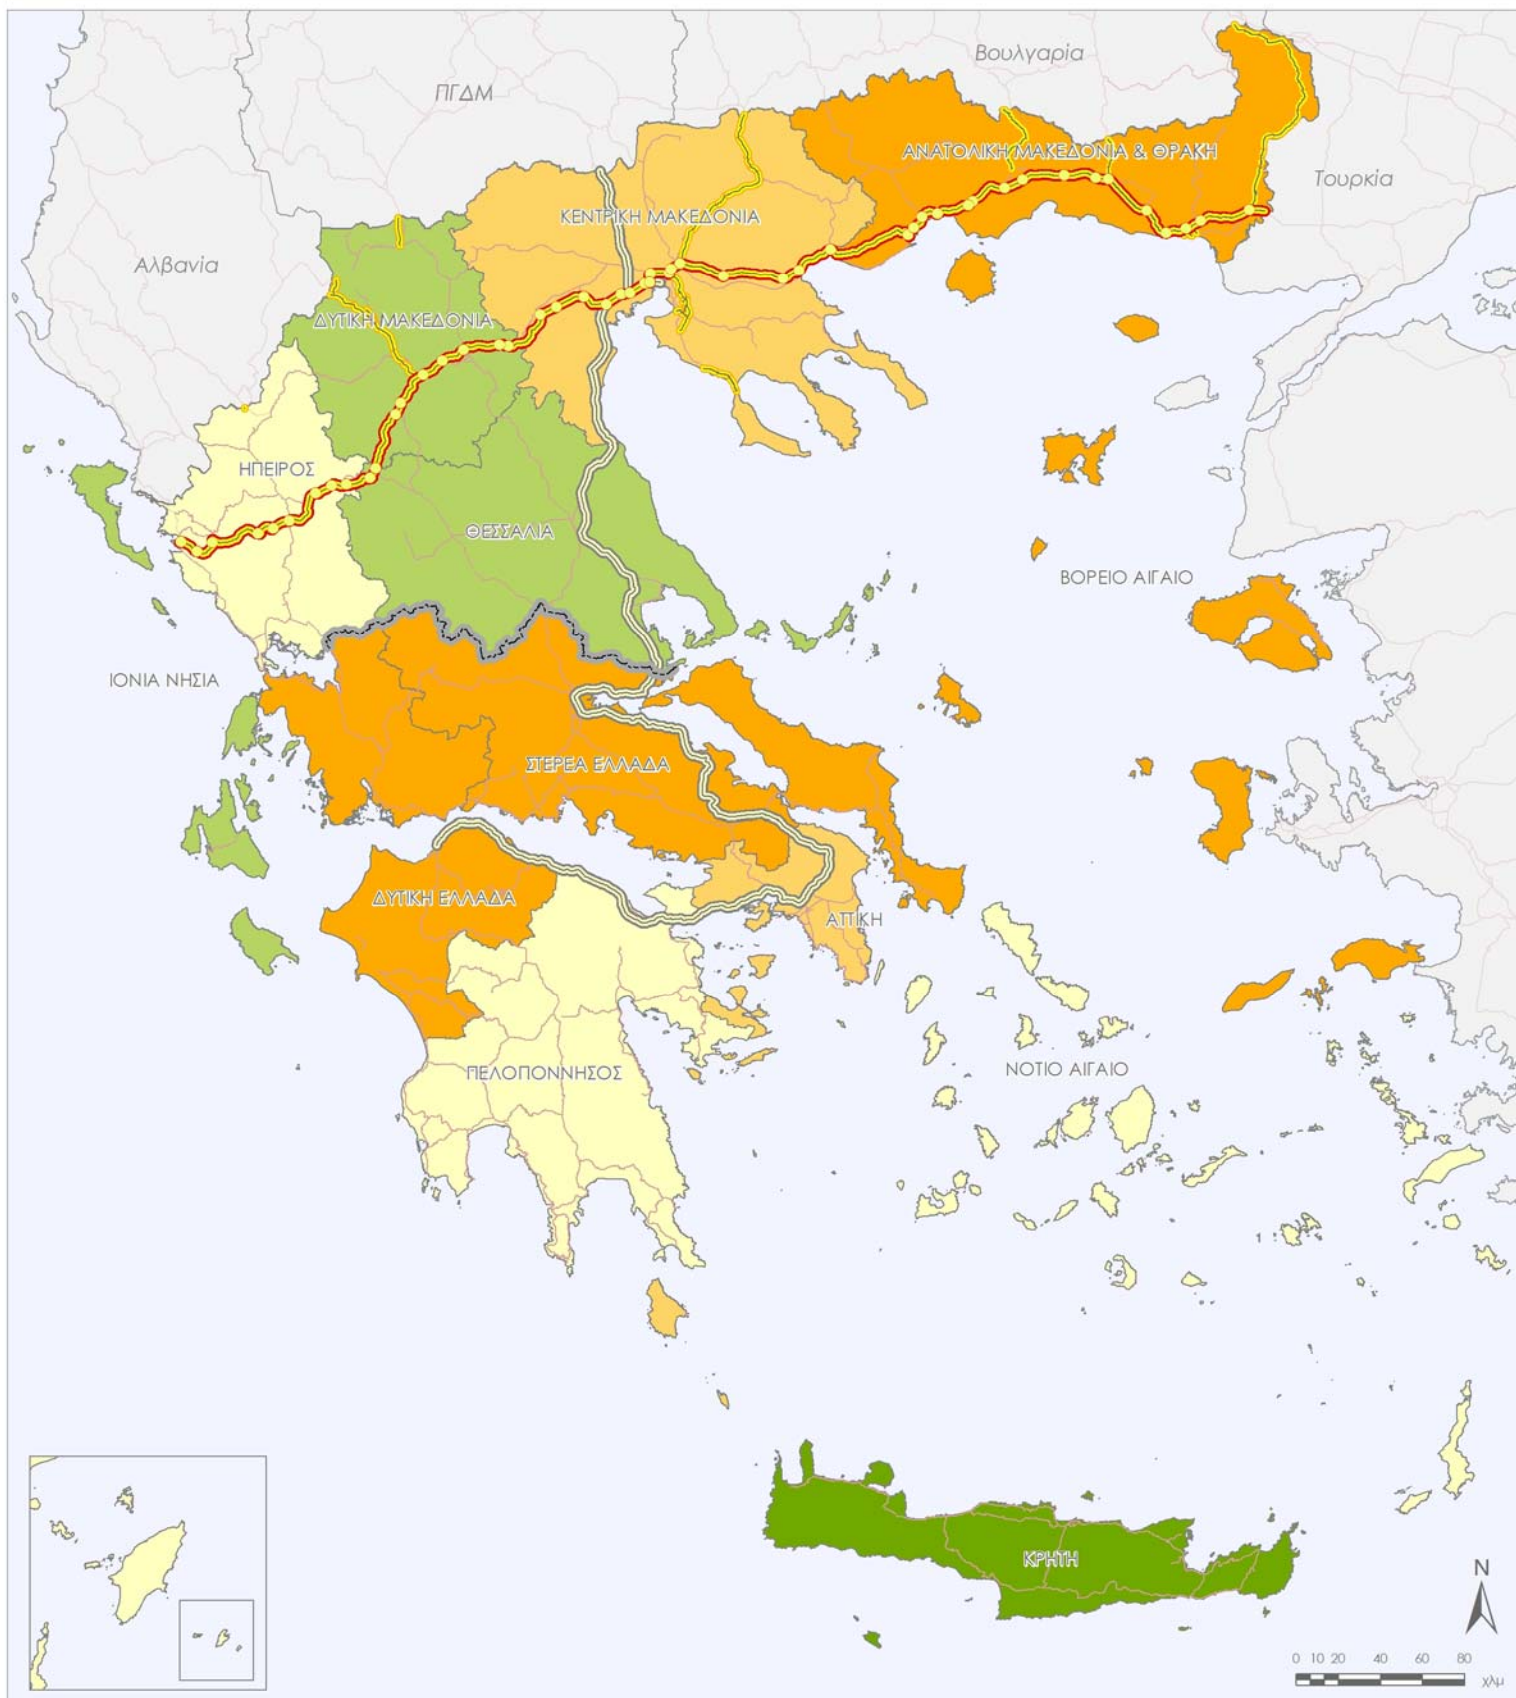 Βουλγαρία
ΠΓΔΜ
ΑΝΑΤΟΛΙΚΗ ΜΑΚΕΔΟΝΙΑ & ΘΡΑΚΗ
Τουρκία
ΚΕΝΤΡΙΚΗ ΜΑΚΕΔΟΝΙΑ
Αλβανία
ΔΥΤΙΚΗ ΜΑΚΕΔΟΝΙΑ
ΗΠΕΙΡΟΣ
ΘΕΣΣΑΛΙΑ
ΒΟΡΕΙΟ ΑΙΓΑΙΟ
ΙΟΝΙΑ ΝΗΣΙΑ
ΣΤΕΡΕΑ ΕΛΛΑΔΑ
ΔΥΤΙΚΗ ΕΛΛΑΔΑ
ΑΤΤΙΚΗ
ΝΟΤΙΟ ΑΙΓΑΙΟ
ΠΕΛΟΠΟΝΝΗΣΟΣ
ΚΡΗΤΗ
N
0 10 20 40 60 80
χλμ